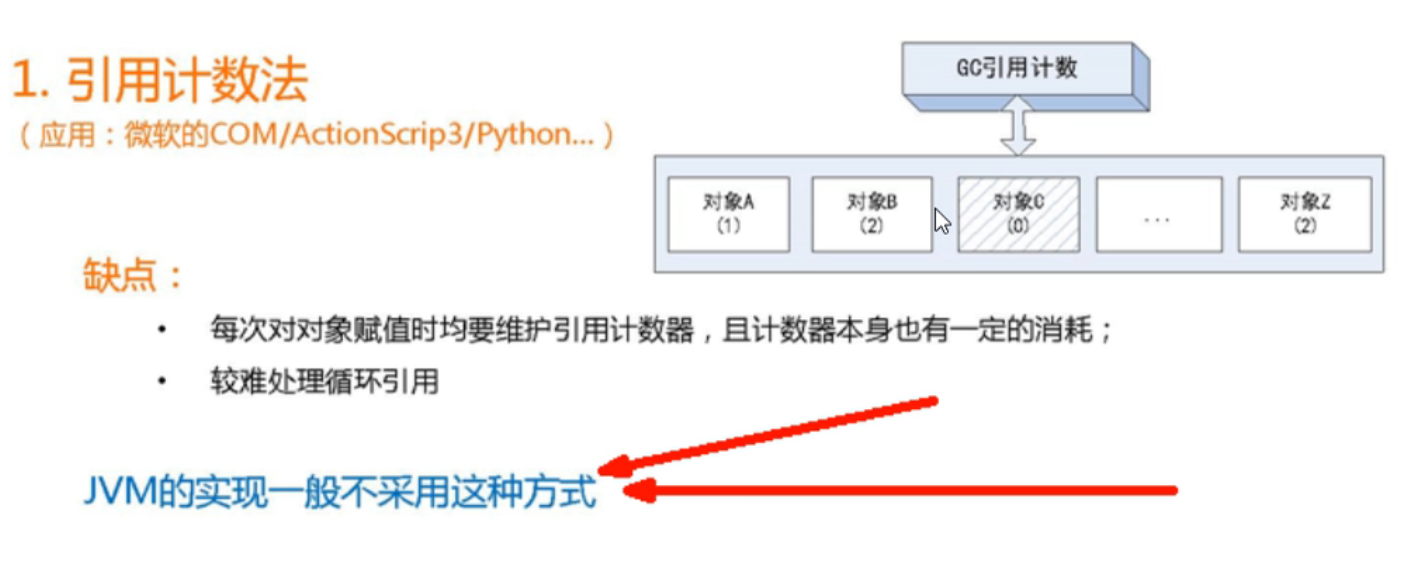 1. 引用计数法
（应用：微软的COM/ActionScrip3/Python...）
GC引用计数
对象A
(1)
对象B
(2)
对象C
(0)
...
对象Z
(2)
缺点：
• 每次对对象赋值时均要维护引用计数器，且计数器本身也有一定的消耗；
• 较难处理循环引用
JVM的实现一般不采用这种方式